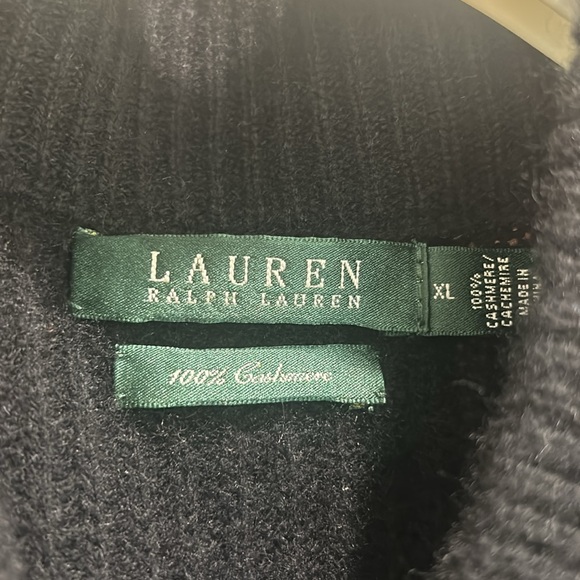 LAUREN
RALPH LAUREN
XL
100%
CASHMERE/
CACHEMIRE
MADE IN
100% Cashmere